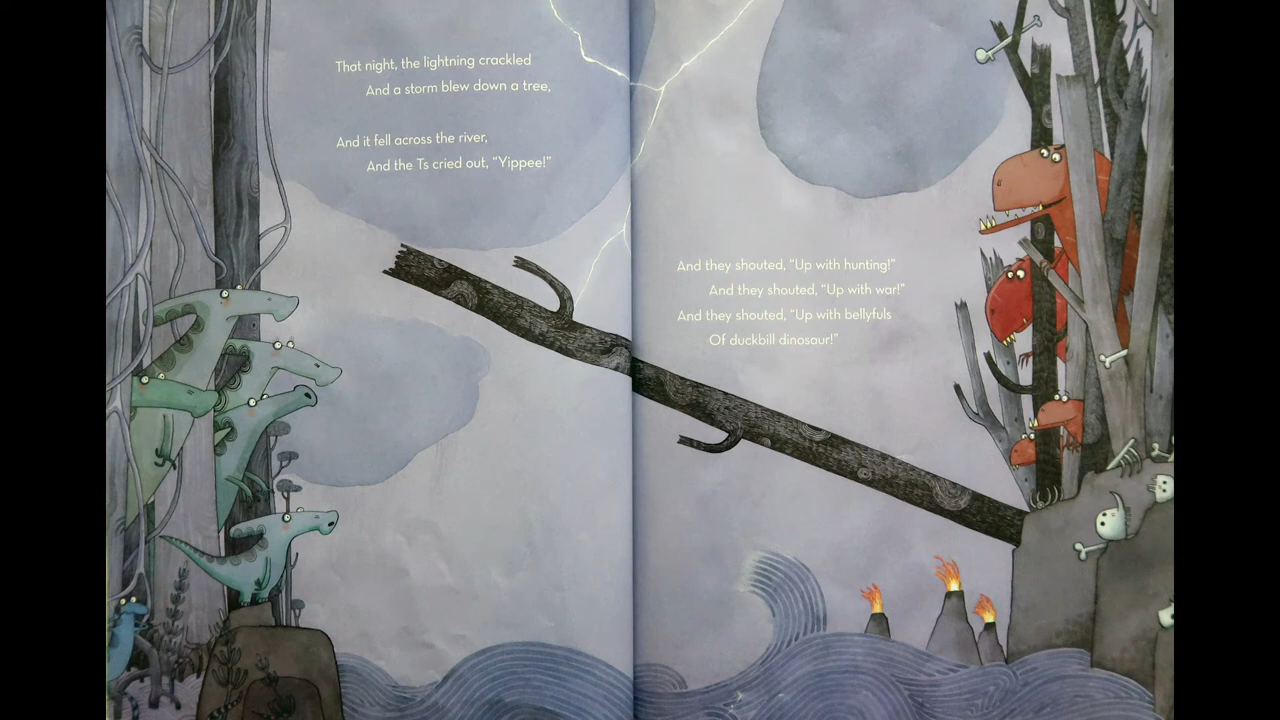 That night, the lightning crackled
And a storm blew down a tree,
And it fell across the river,
And the Ts cried out, “Yippee!”
And they shouted, “Up with hunting!”
And they shouted, “Up with war!”
And they shouted, “Up with bellyfuls
Of duckbill dinosaur!”